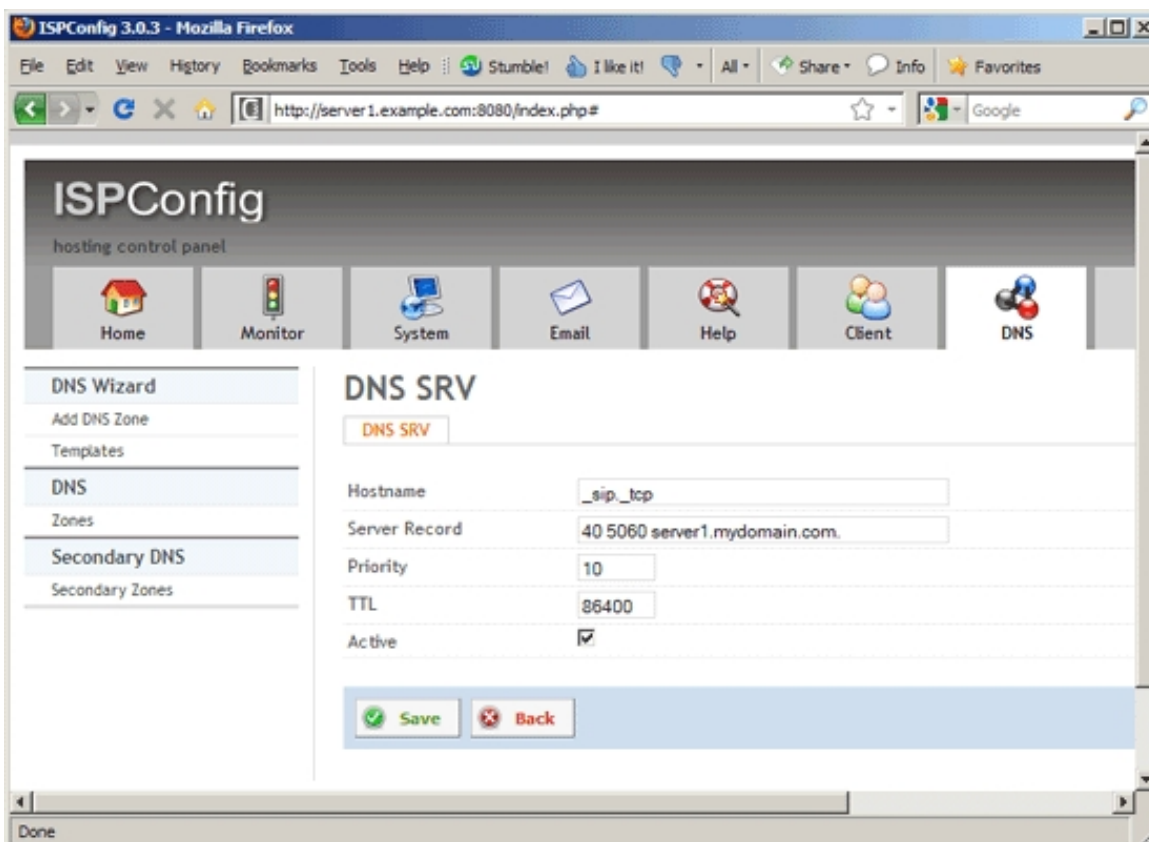 ISPConfig 3.0.3 - Mozilla Firefox
File Edit View History Bookmarks Tools Help Stumble! I like it! All Share Info Favorites
http://server1.example.com:8080/index.php# Google
ISPConfig
hosting control panel
Home Monitor System Email Help Client DNS
DNS Wizard
Add DNS Zone
Templates
DNS
Zones
Secondary DNS
Secondary Zones
DNS SRV
DNS SRV
Hostname _sip._tcp
Server Record 40 5060 server1.mydomain.com.
Priority 10
TTL 86400
Active
Save Back
Done